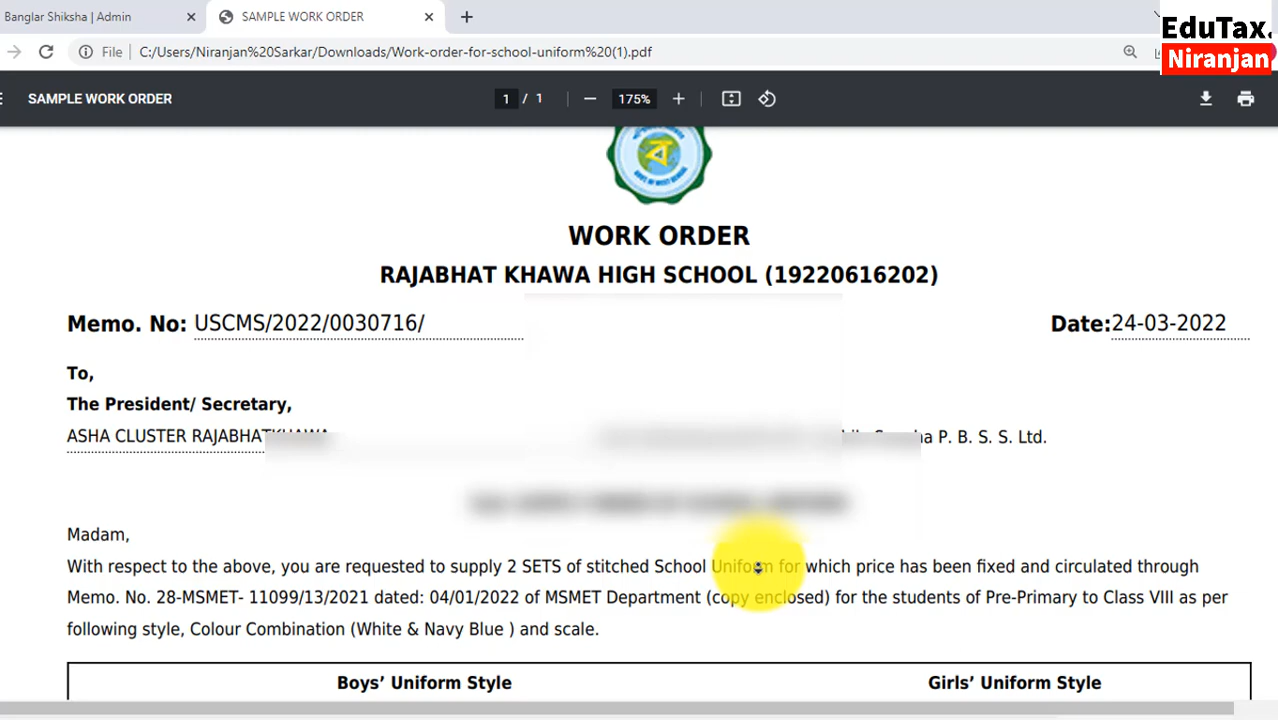 Banglar Shiksha | Admin
SAMPLE WORK ORDER
EduTax.
Niranjan
File
C:/Users/Niranjan%20Sarkar/Downloads/Work-order-for-school-uniform%20(1).pdf
SAMPLE WORK ORDER
1 / 1
175%
ব
WORK ORDER
RAJABHAT KHAWA HIGH SCHOOL (19220616202)
Memo. No: USCMS/2022/0030716/
Date:24-03-2022
To,
The President/ Secretary,
ASHA CLUSTER RAJABHATKHAWA P. B. S. S. Ltd.
Madam,
With respect to the above, you are requested to supply 2 SETS of stitched School Uniform for which price has been fixed and circulated through
Memo. No. 28-MSMET- 11099/13/2021 dated: 04/01/2022 of MSMET Department (copy enclosed) for the students of Pre-Primary to Class VIII as per
following style, Colour Combination (White & Navy Blue ) and scale.
Boys’ Uniform Style
Girls’ Uniform Style